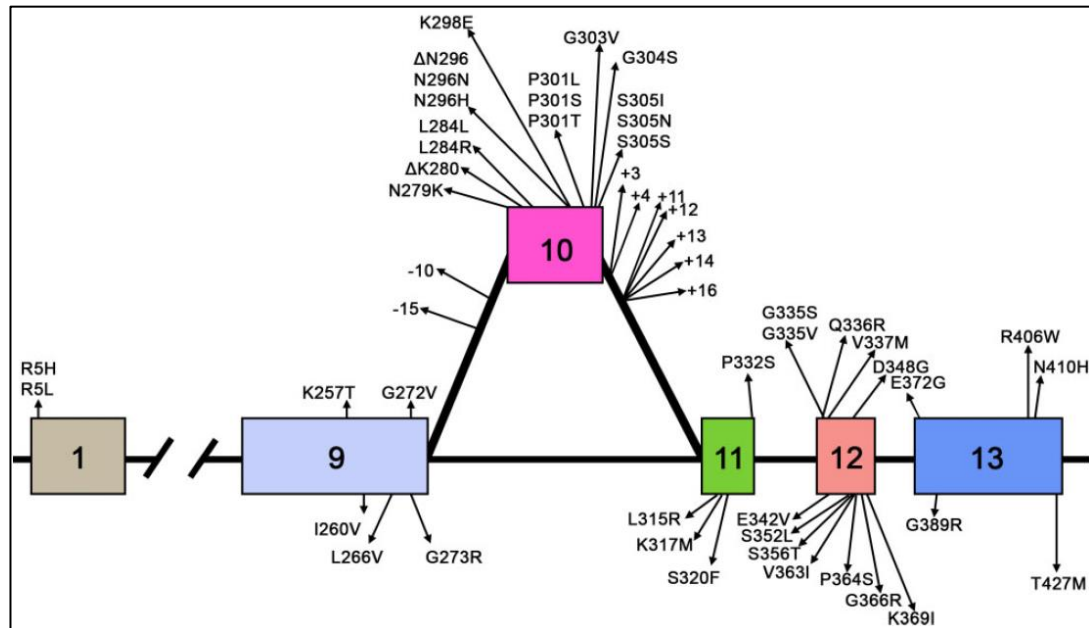 K298E
G303V
G304S
ΔN296
N296N
N296H
P301L
P301S
P301T
S305I
S305N
S305S
L284L
L284R
ΔK280
N279K
+3
+4
+11
+12
+13
+14
+16
10
-10
-15
R5H
R5L
K257T
G272V
P332S
G335S
G335V
Q336R
V337M
D348G
E372G
R406W
N410H
1
9
11
12
13
I260V
L266V
G273R
L315R
K317M
S320F
E342V
S352L
S356T
V363I
P364S
G366R
K369I
G389R
T427M